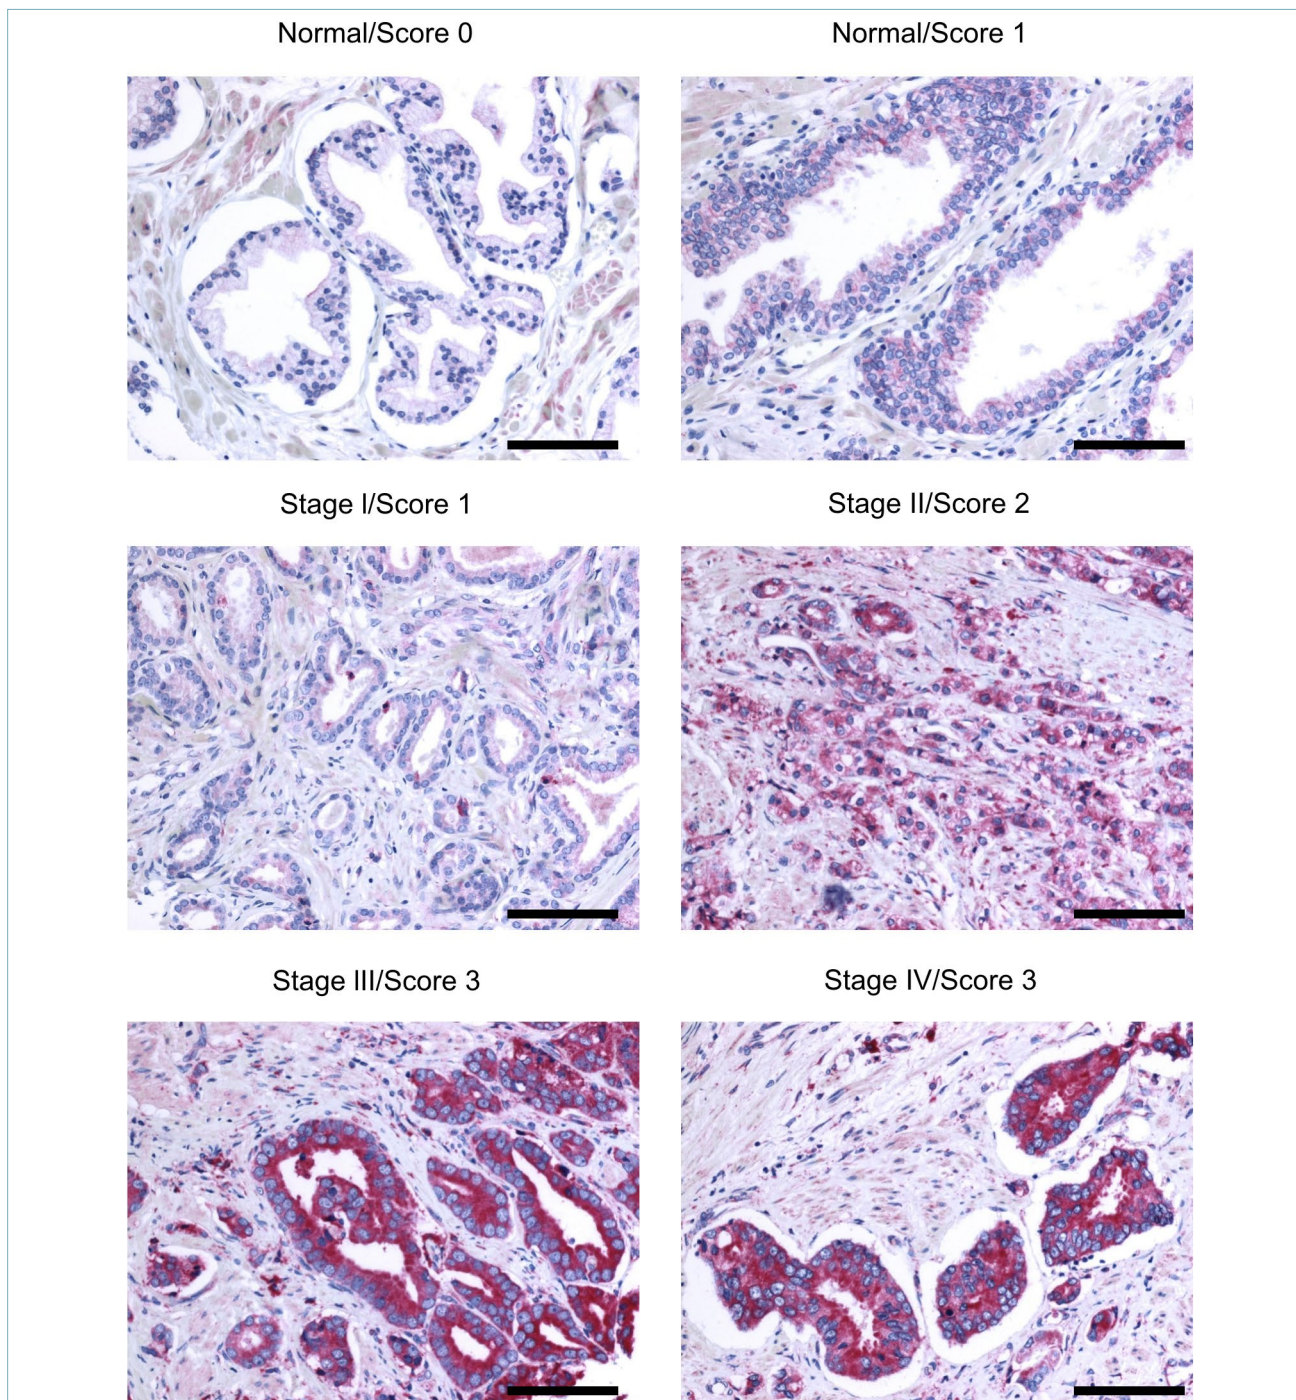 Normal/Score 0
Normal/Score 1
Stage I/Score 1
Stage II/Score 2
Stage III/Score 3
Stage IV/Score 3